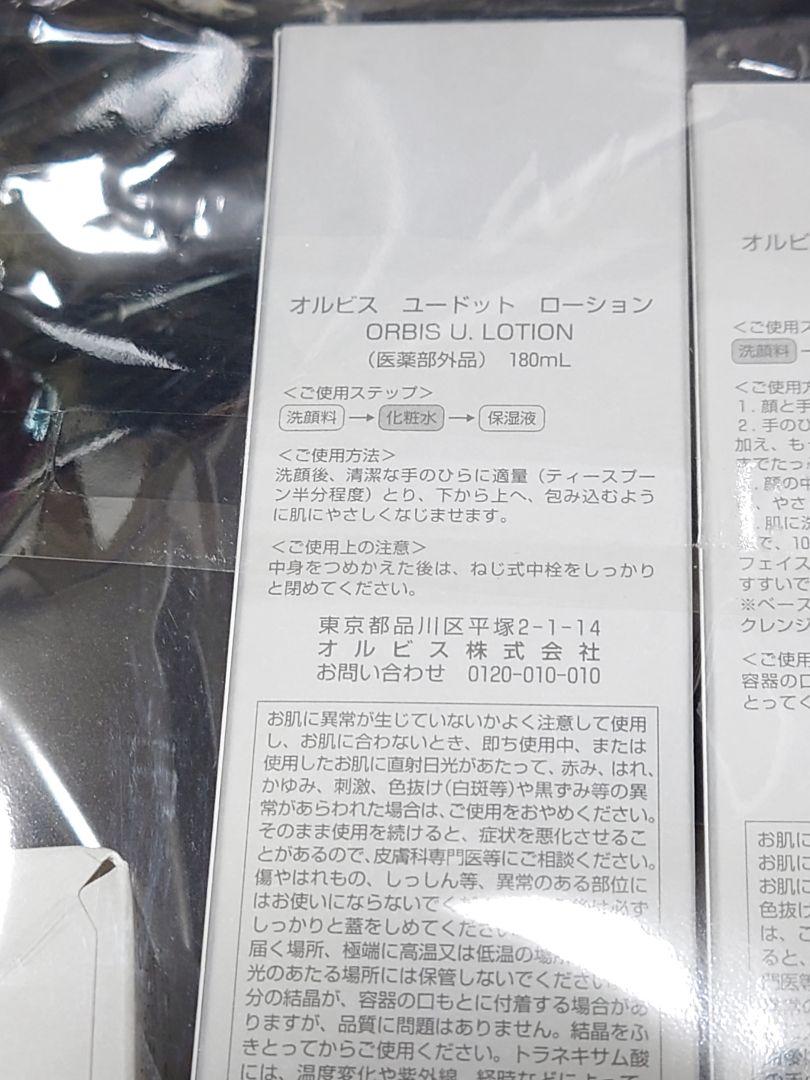 オルビス ユードット ローション
ORBIS U. LOTION
（医薬部外品） 180mL
＜ご使用ステップ＞
洗顔料→化粧水→保湿液
＜ご使用方法＞
洗顔後、清潔な手のひらに適量（ティースプー
ン半分程度）とり、下から上へ、包み込むよう
に肌にやさしくなじませます。
＜ご使用上の注意＞
中身をつめかえた後は、ねじ式中栓をしっかり
と閉めてください。
東京都品川区平塚2-1-14
オルビス株式会社
お問い合わせ 0120-010-010
お肌に異常が生じていないかよく注意して使用
し、お肌に合わないとき、即ち使用中、または
使用したお肌に直射日光があたって、赤み、はれ、
かゆみ、刺激、色抜け(白斑等)や黒ずみ等の異
常があらわれた場合は、ご使用をおやめください。
そのまま使用を続けると、症状を悪化させるこ
とがあるので、皮膚科専門医等にご相談ください。
傷やはれもの、しっしん等、異常のある部位に
はお使いにならないでくだ
は必ず
しっかりと蓋をしめてください
届く場所、極端に高温又は低温の場所
光のあたる場所には保管しないでください
分の結晶が、容器の口もとに付着する場合があ
りますが、品質に問題はありません。結晶をふ
きとってからご使用ください。トラネキサム酸
には、温度変化や紫外線、経時などによって
オルビ
＜ご使用ス
洗顔料
＜ご使用方
1. 顔と手
2. 手のひ
加え、も
までたっ
顔の中
、やさ
肌に洗
で、10
フェイス
すすいで
※ベース
クレンジ
＜ご使用
容器の口
とってく
お肌に
お肌に
お肌に
色抜け
は、ご
ると、
門医等